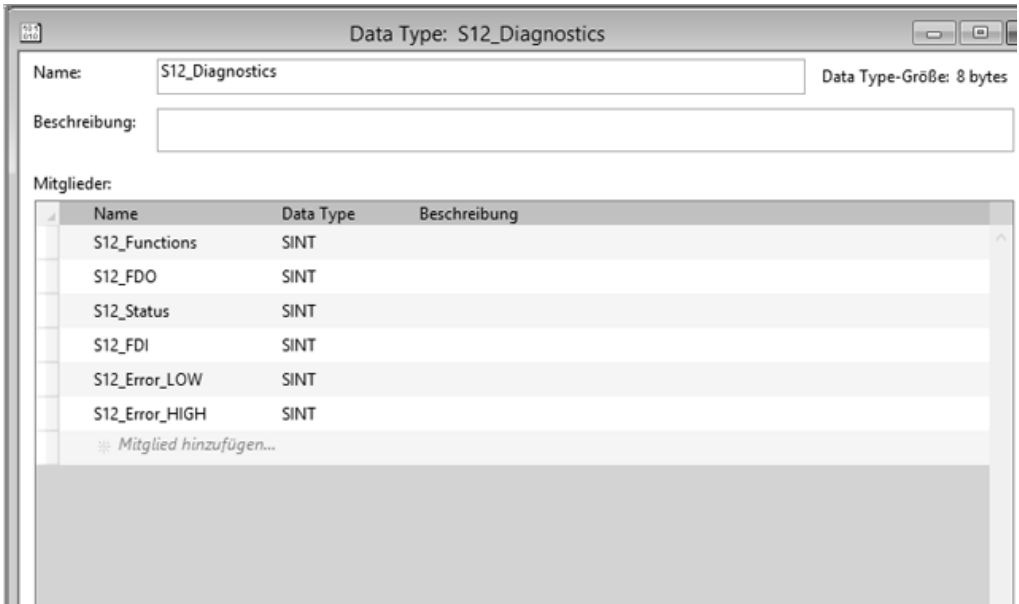 Data Type: S12_Diagnostics
Name: S12_Diagnostics Data Type-Größe: 8 bytes
Beschreibung:
Mitglieder:
Name Data Type Beschreibung
S12_Functions SINT
S12_FDO SINT
S12_Status SINT
S12_FDI SINT
S12_Error_LOW SINT
S12_Error_HIGH SINT
Mitglied hinzufügen...